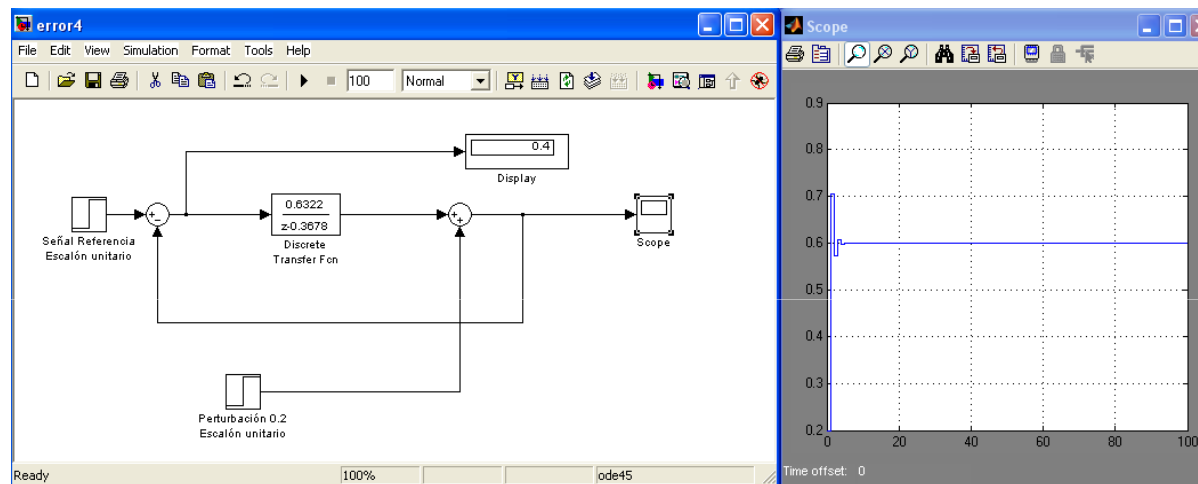 error4
File Edit View Simulation Format Tools Help
100 Normal
0.4
Display
Señal Referencia
Escalón unitario
0.6322
z-0.3678
Discrete
Transfer Fcn
Scope
Perturbación 0.2
Escalón unitario
Ready 100% ode45
Scope
0.9
0.8
0.7
0.6
0.5
0.4
0.3
0.2
0 20 40 60 80 100
Time offset: 0